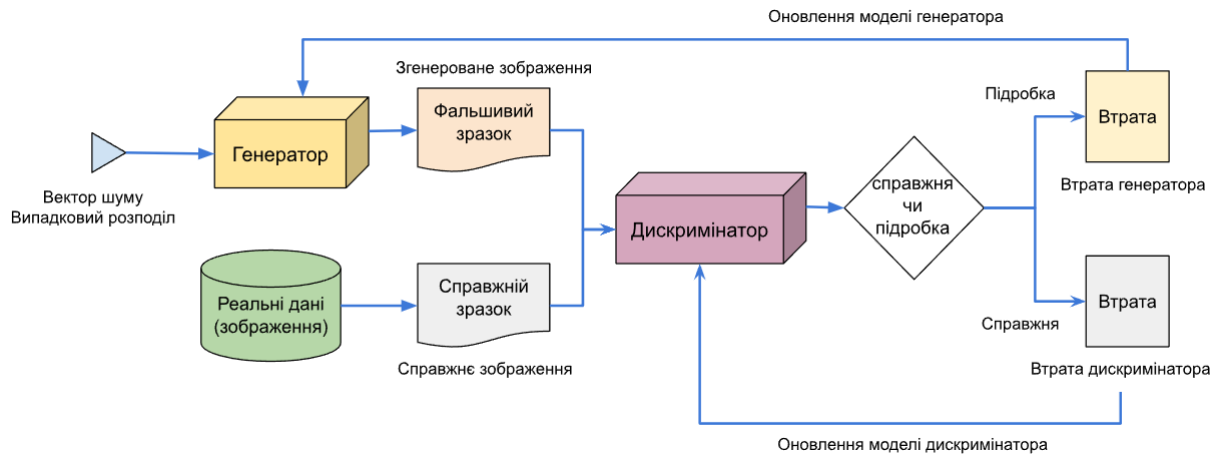 Оновлення моделі генератора
Згенероване зображення
Фальшивий
зразок
Генератор
Вектор шуму
Випадковий розподіл
Підробка
Втрата
Втрата генератора
справжня
чи
підробка
Дискримінатор
Реальні дані
(зображення)
Справжній
зразок
Справжнє зображення
Справжня
Втрата
Втрата дискримінатора
Оновлення моделі дискримінатора